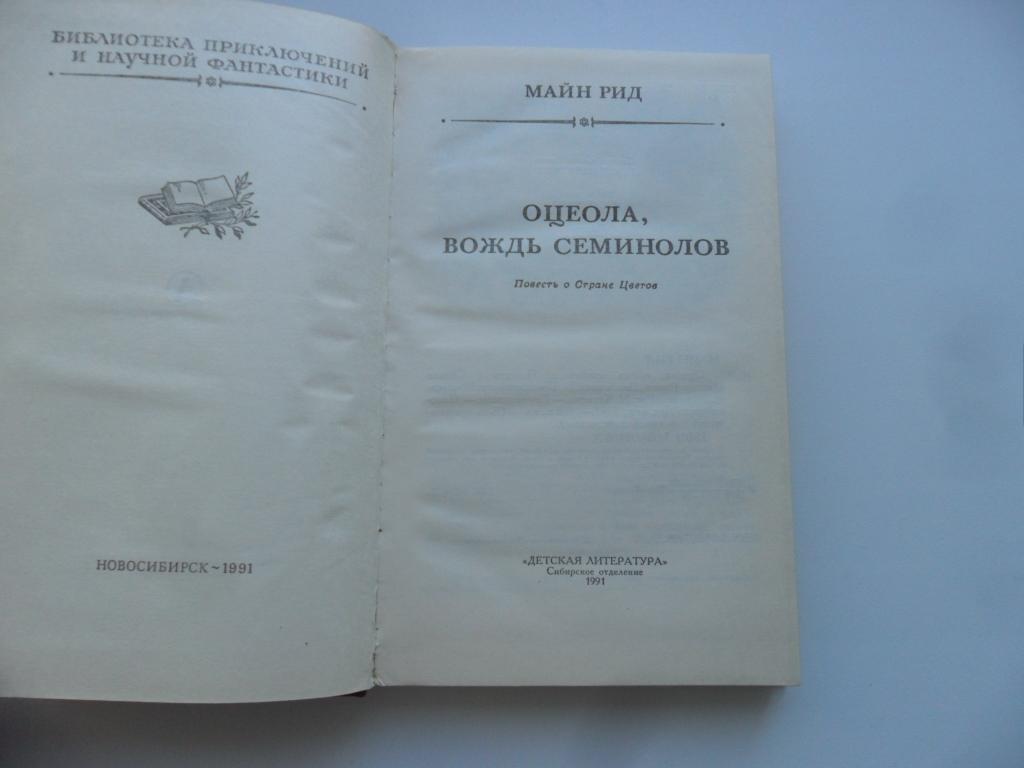 БИБЛИОТЕКА ПРИКЛЮЧЕНИЙ
И НАУЧНОЙ ФАНТАСТИКИ
НОВОСИБИРСК ~ 1991
МАЙН РИД
ОЦЕОЛА,
ВОЖДЬ СЕМИНОЛОВ
Повесть о Стране Цветов
«ДЕТСКАЯ ЛИТЕРАТУРА»
Сибирское отделение
1991